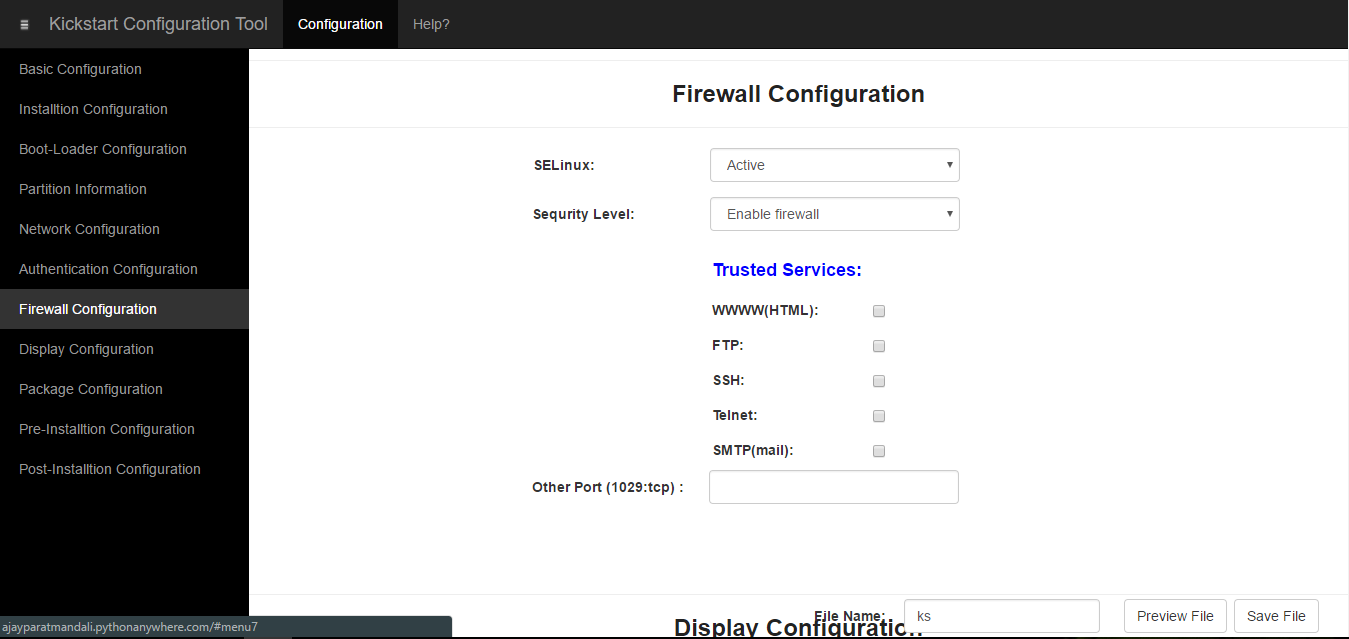 Kickstart Configuration Tool Configuration Help?
Basic Configuration
Installtion Configuration
Boot-Loader Configuration
Partition Information
Network Configuration
Authentication Configuration
Firewall Configuration
Display Configuration
Package Configuration
Pre-Installtion Configuration
Post-Installtion Configuration
Firewall Configuration
SELinux: Active
Sequrity Level: Enable firewall
Trusted Services:
WWWW(HTML):
FTP:
SSH:
Telnet:
SMTP(mail):
Other Port (1029:tcp) :
File Name: ks Preview File Save File
Display Configuration
ajayparatmandali.pythonanywhere.com/#menu7